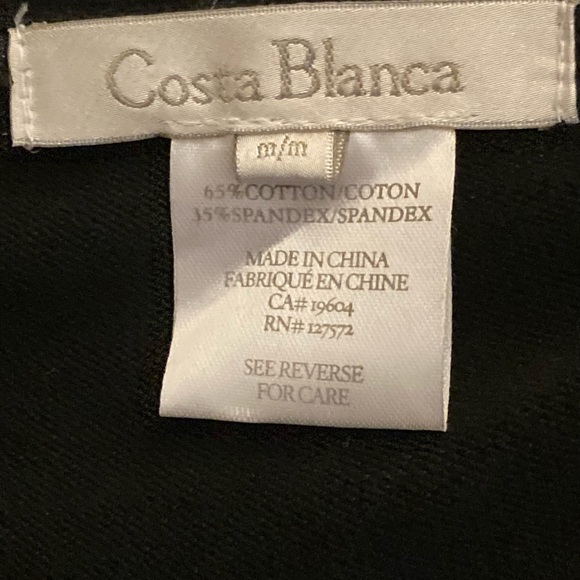 Costa Blanca
m/m
65%COTTON/COTON
35%SPANDEX/SPANDEX
MADE IN CHINA
FABRIQUÉ EN CHINE
CA# 19604
RN# 127572
SEE REVERSE
FOR CARE